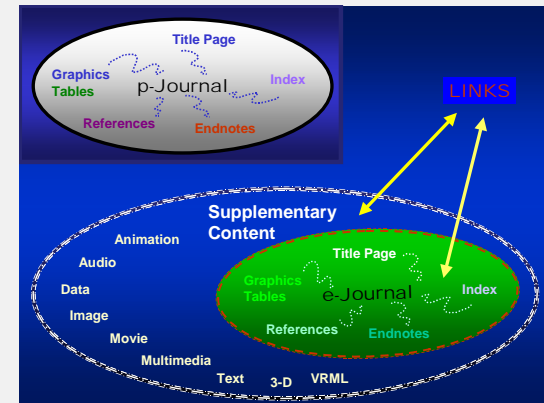 Title Page
Graphics
Tables
p-Journal
Index
References
Endnotes
LINKS
Supplementary
Content
Animation
Audio
Data
Image
Movie
Multimedia
Text
3-D
VRML
Title Page
Graphics
Tables
e-Journal
Index
References
Endnotes